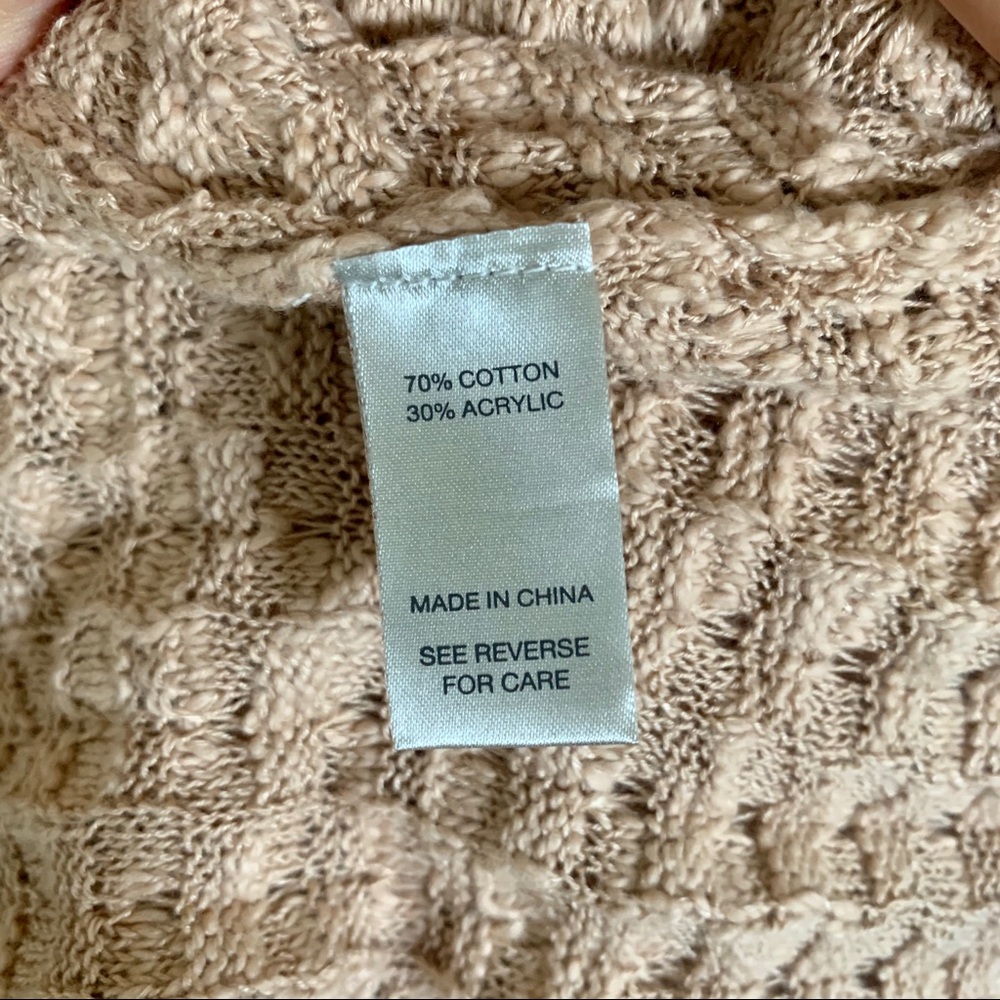 70% COTTON
30% ACRYLIC
MADE IN CHINA
SEE REVERSE
FOR CARE